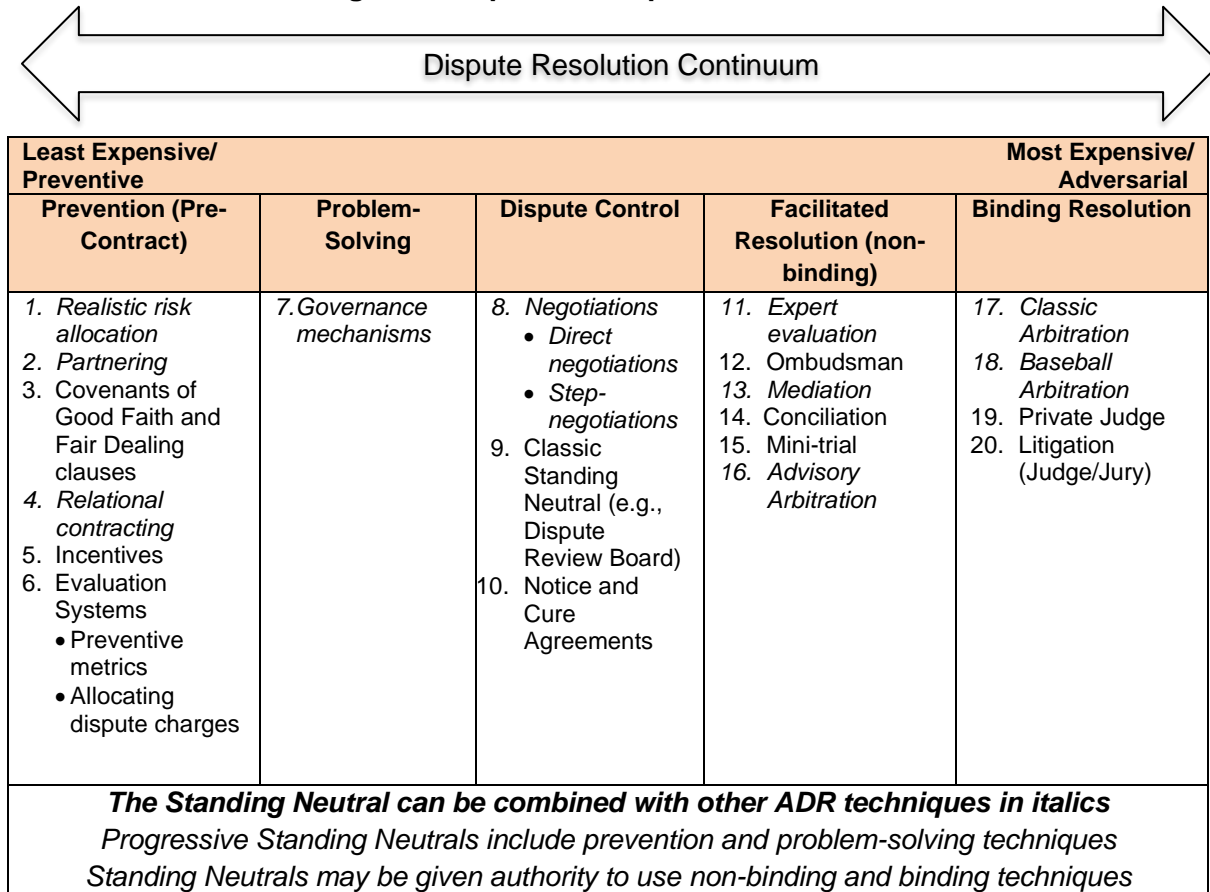 Dispute Resolution Continuum
Least Expensive/
Preventive
Most Expensive/
Adversarial
Prevention (Pre-
Contract)
Problem-
Solving
Dispute Control
Facilitated
Resolution (non-
binding)
Binding Resolution
1. Realistic risk
allocation
2. Partnering
3. Covenants of
Good Faith and
Fair Dealing
clauses
4. Relational
contracting
5. Incentives
6. Evaluation
Systems
• Preventive
metrics
• Allocating
dispute charges
7. Governance
mechanisms
8. Negotiations
• Direct
negotiations
• Step-
negotiations
9. Classic
Standing
Neutral (e.g.,
Dispute
Review Board)
10. Notice and
Cure
Agreements
11. Expert
evaluation
12. Ombudsman
13. Mediation
14. Conciliation
15. Mini-trial
16. Advisory
Arbitration
17. Classic
Arbitration
18. Baseball
Arbitration
19. Private Judge
20. Litigation
(Judge/Jury)
The Standing Neutral can be combined with other ADR techniques in italics
Progressive Standing Neutrals include prevention and problem-solving techniques
Standing Neutrals may be given authority to use non-binding and binding techniques